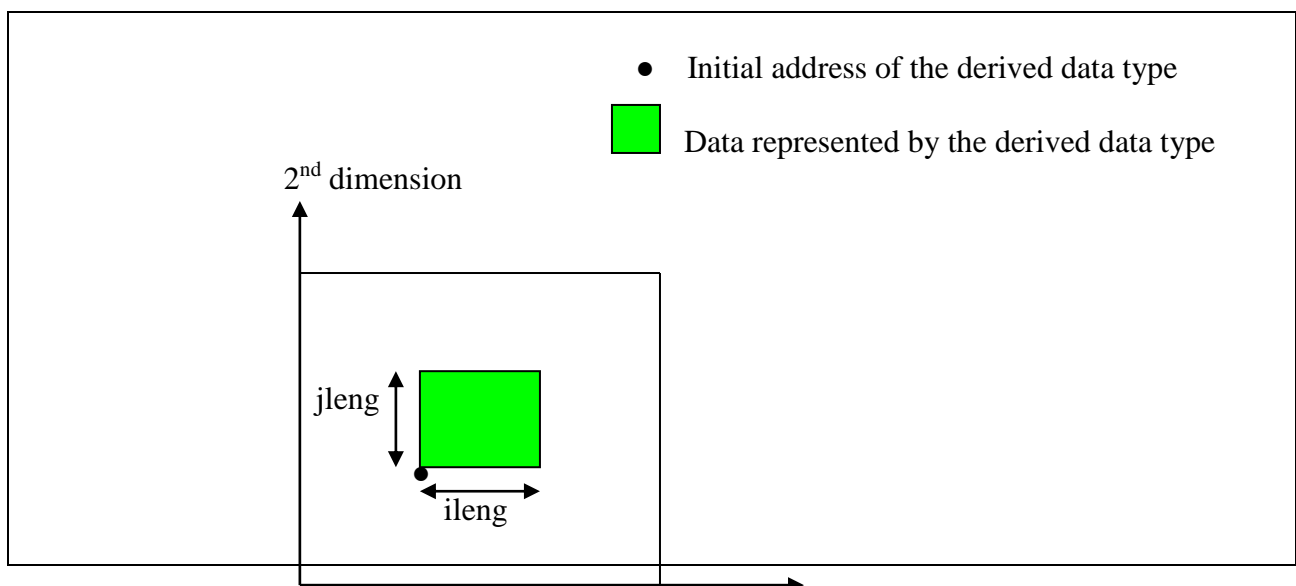 Initial address of the derived data type
Data represented by the derived data type
2nd dimension
jleng
ileng